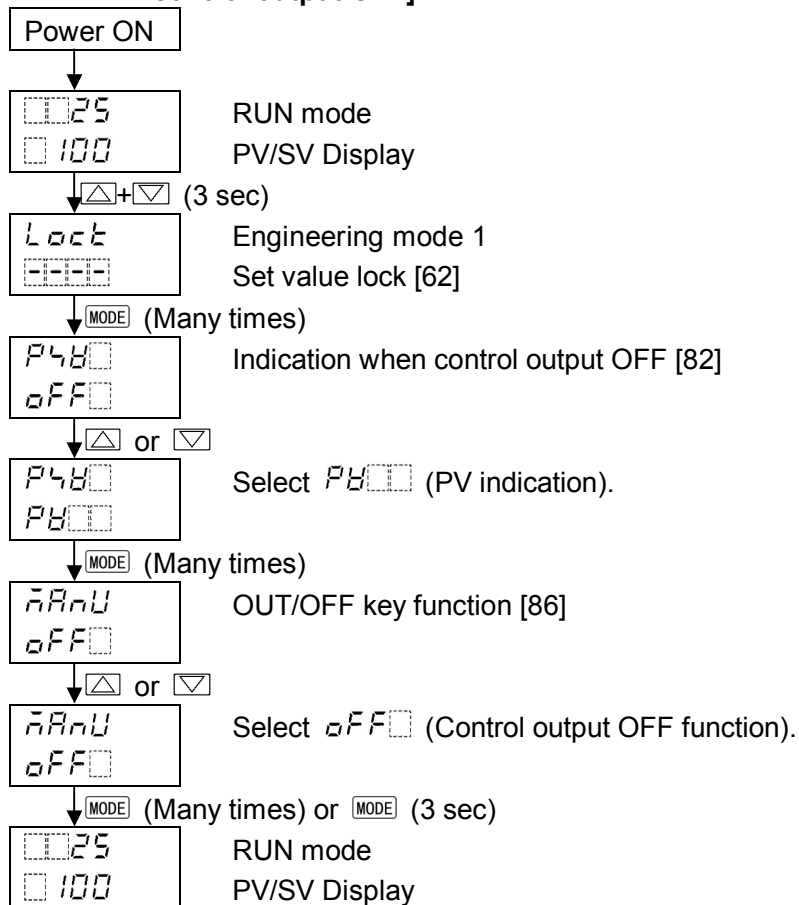 Power ON
25
100
RUN mode
PV/SV Display
△+▽ (3 sec)
Lock
----
Engineering mode 1
Set value lock [62]
MODE (Many times)
oFF
Indication when control output OFF [82]
△ or ▽
PV
Select PV (PV indication).
MODE (Many times)
MAnU
oFF
OUT/OFF key function [86]
△ or ▽
MAnU
oFF
Select oFF (Control output OFF function).
MODE (Many times) or MODE (3 sec)
25
100
RUN mode
PV/SV Display